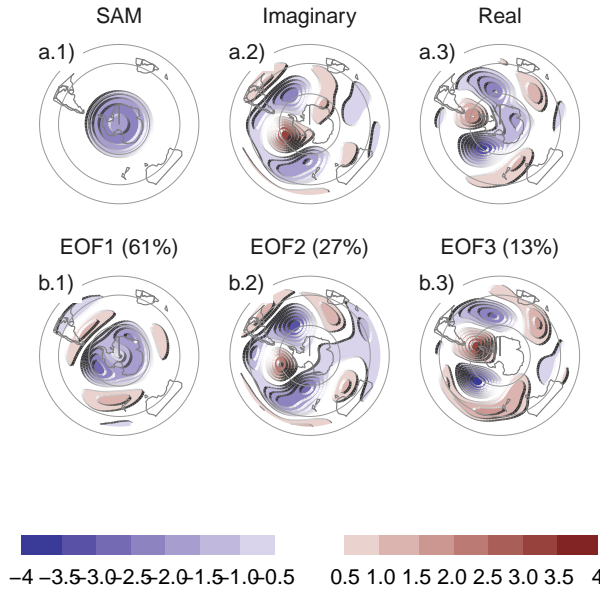 SAM Imaginary Real
a.1) a.2) a.3)
EOF1 (61%) EOF2 (27%) EOF3 (13%)
b.1) b.2) b.3)
−4 −3.5 −3.0 −2.5 −2.0 −1.5 −1.0 −0.5 0.5 1.0 1.5 2.0 2.5 3.0 3.5 4